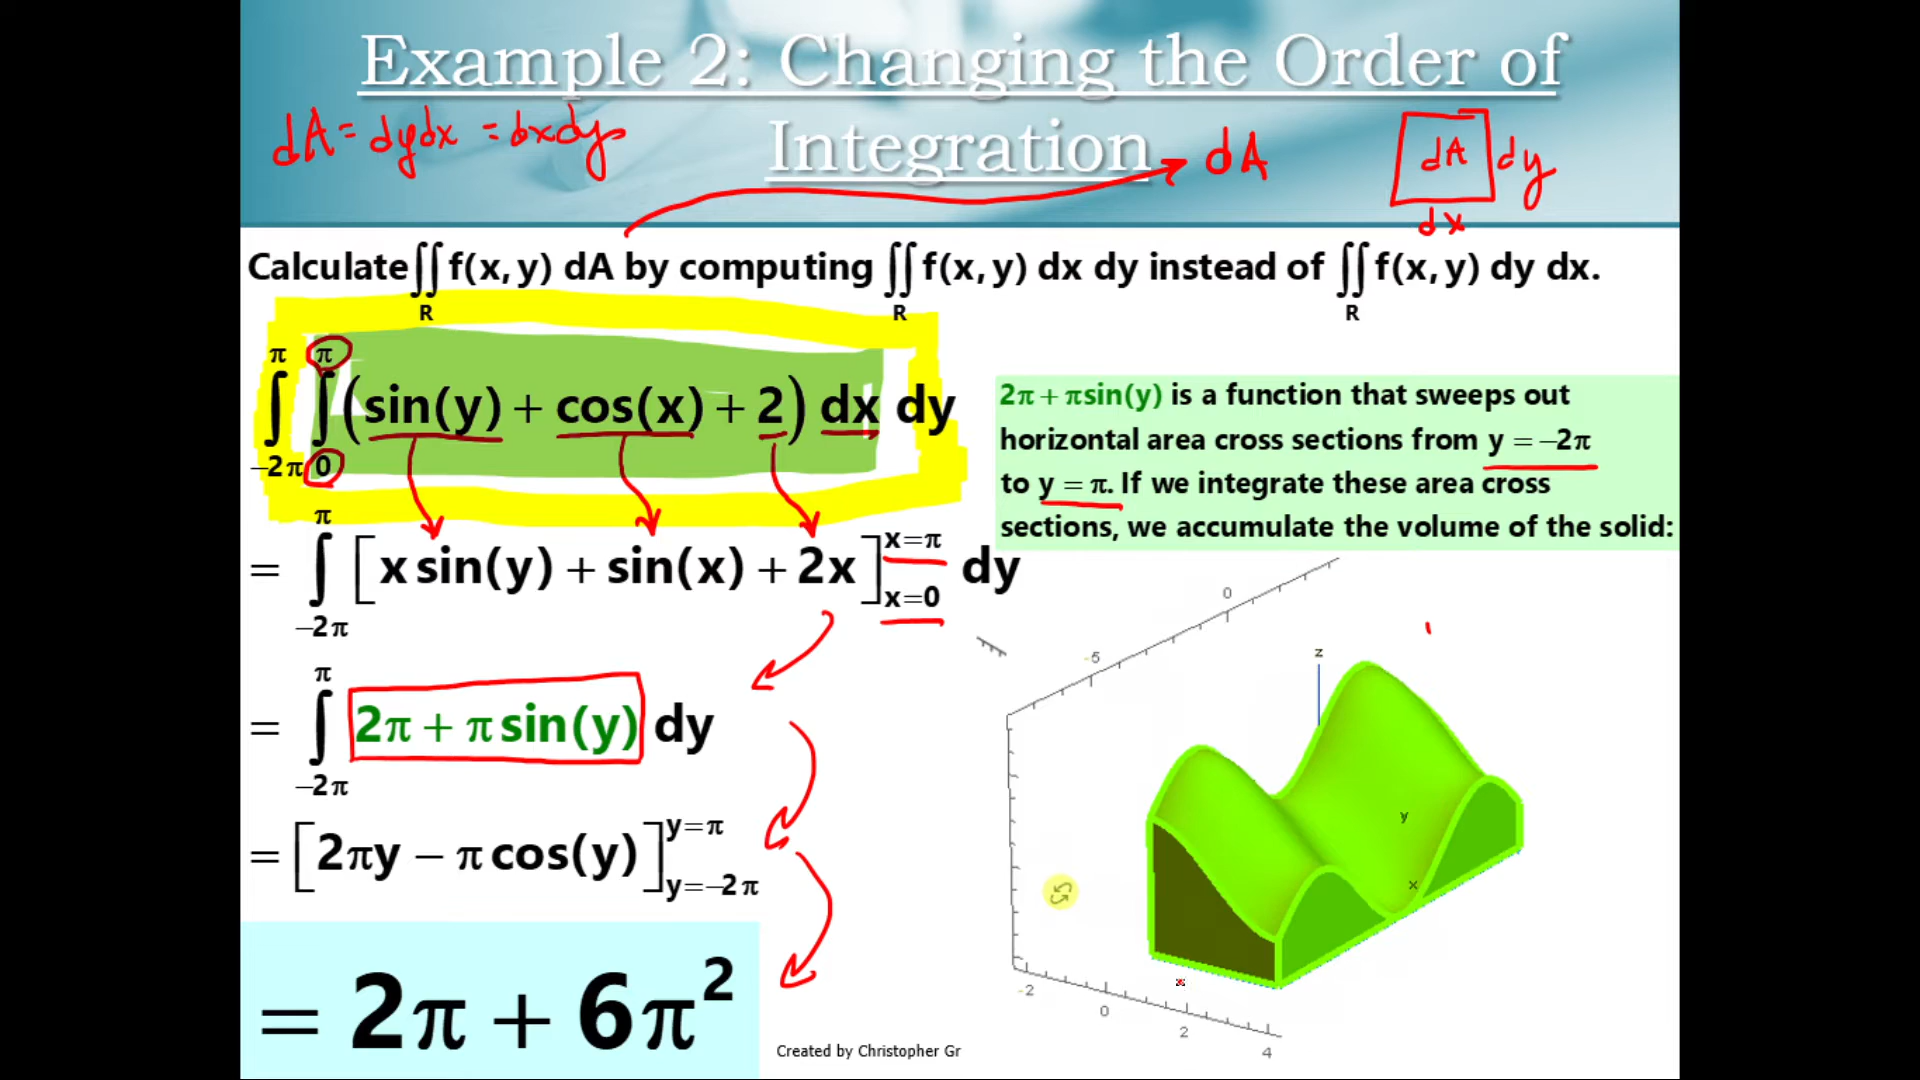 Example 2: Changing the Order of
Integration
dA = dydx = dxdy
dA
dA dy
dx
Calculate ∬ f(x, y) dA by computing ∬ f(x, y) dx dy instead of ∬ f(x, y) dy dx.
R R R
π π
∫ ∫ (sin(y) + cos(x) + 2) dx dy
−2π 0
2π + πsin(y) is a function that sweeps out
horizontal area cross sections from y = −2π
to y = π. If we integrate these area cross
sections, we accumulate the volume of the solid:
π
= ∫ [x sin(y) + sin(x) + 2x] x=π x=0 dy
−2π
π
= ∫ 2π + π sin(y) dy
−2π
= [2πy − π cos(y)] y=π y=−2π
= 2π + 6π²
0
-5
z
y
x
-2
0
2
4
Created by Christopher Gr